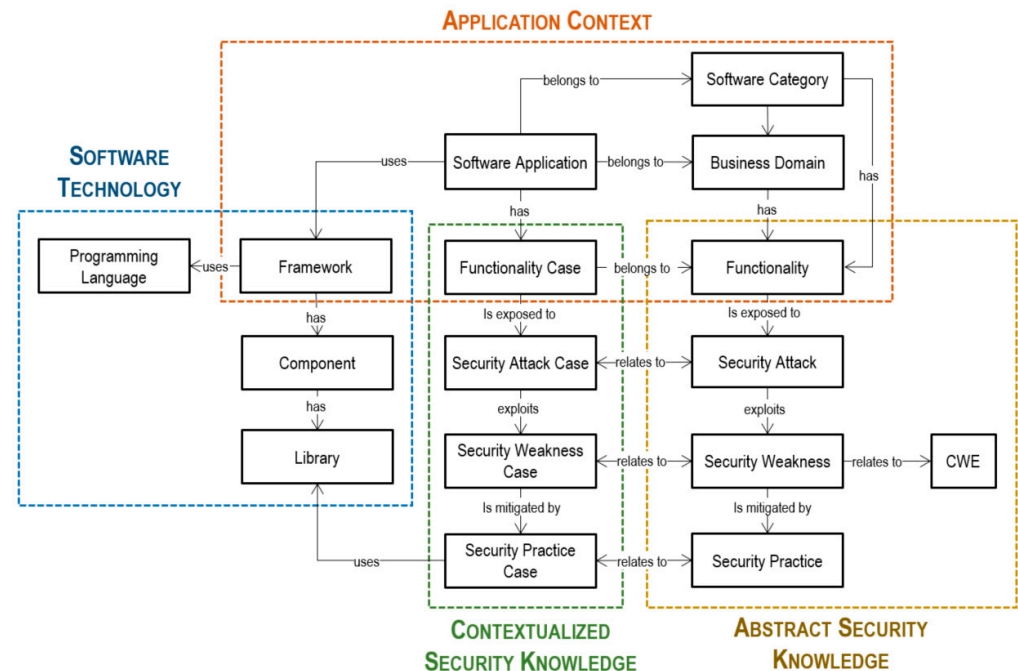 APPLICATION CONTEXT
belongs to
Software Category
SOFTWARE
TECHNOLOGY
uses
Software Application
belongs to
Business Domain
has
has
has
Programming
Language
uses
Framework
Functionality Case
belongs to
Functionality
has
Is exposed to
Is exposed to
Component
Security Attack Case
relates to
Security Attack
has
exploits
exploits
Library
Security Weakness
Case
relates to
Security Weakness
relates to
CWE
Is mitigated by
Is mitigated by
uses
Security Practice
Case
relates to
Security Practice
CONTEXTUALIZED
SECURITY KNOWLEDGE
ABSTRACT SECURITY
KNOWLEDGE